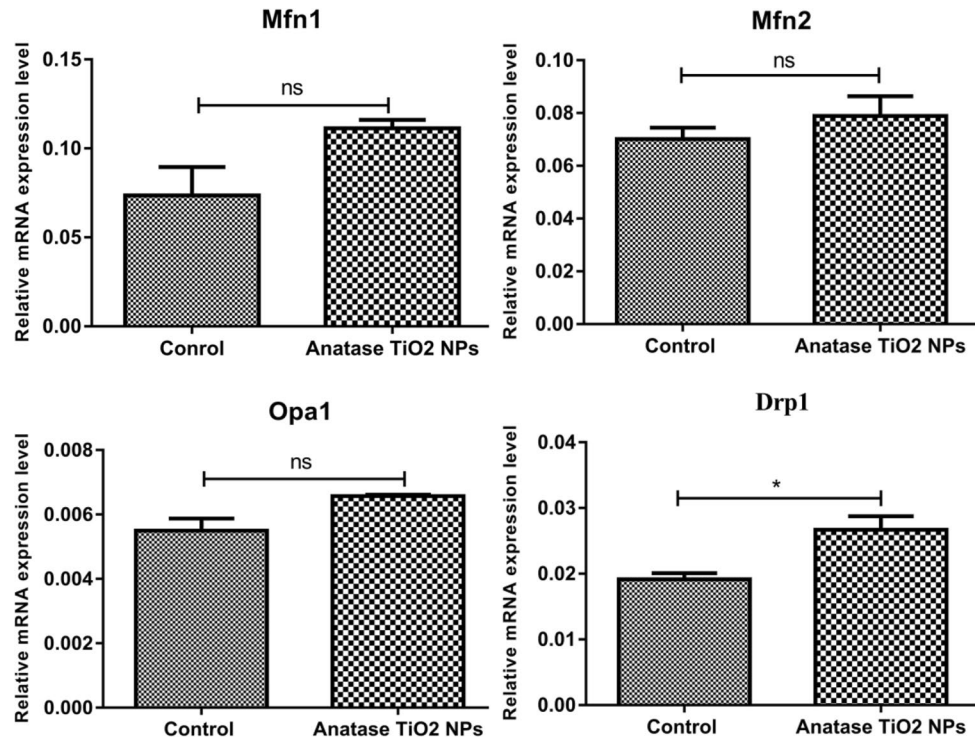 Mfn1
Relative mRNA expression level
0.15
0.10
0.05
0.00
ns
Conrol
Anatase TiO2 NPs
Mfn2
Relative mRNA expression level
0.10
0.08
0.06
0.04
0.02
0.00
ns
Control
Anatase TiO2 NPs
Opa1
Relative mRNA expression level
0.008
0.006
0.004
0.002
0.000
ns
Control
Anatase TiO2 NPs
Drp1
Relative mRNA expression level
0.04
0.03
0.02
0.01
0.00
*
Control
Anatase TiO2 NPs